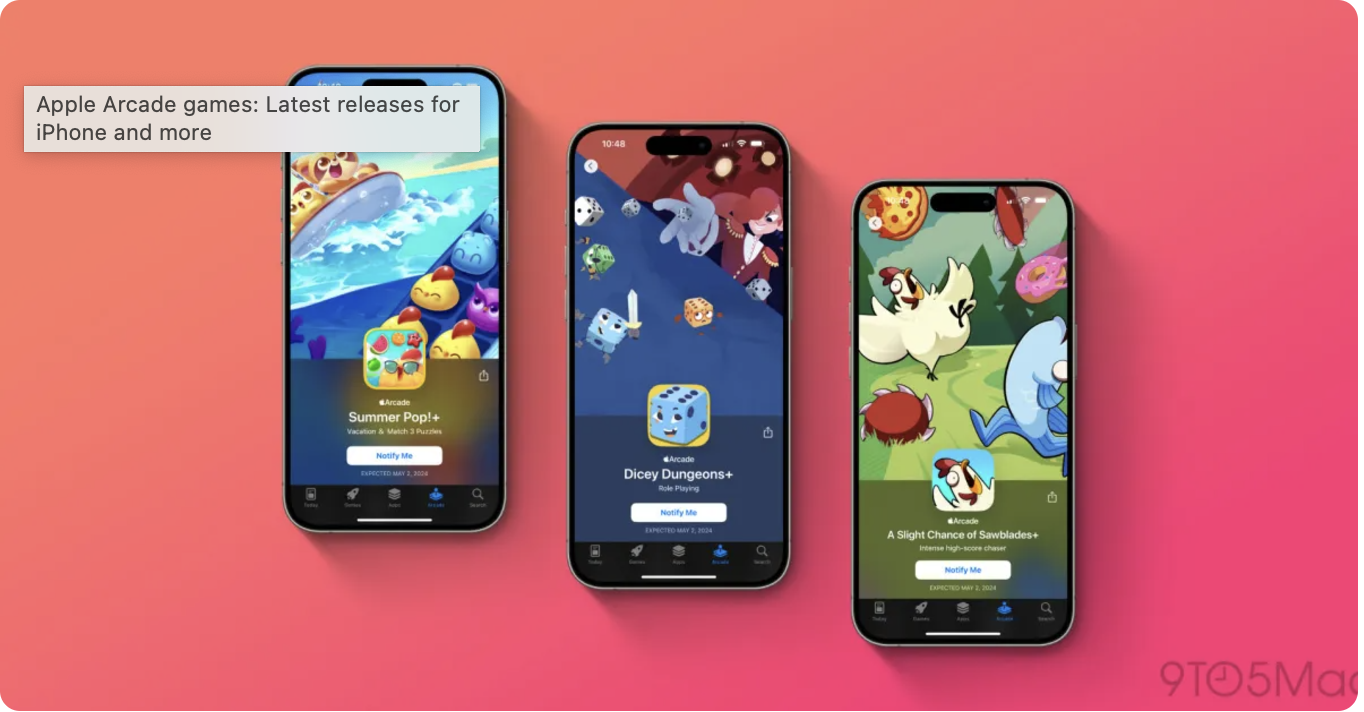 Apple Arcade games: Latest releases for
iPhone and more
Arcade
Summer Pop!+
Vacation & Match 3 Puzzles
Notify Me
EXPECTED MAY 2, 2024
Today
Games
Apps
Arcade
Search
10:48
Arcade
Dicey Dungeons+
Role Playing
Notify Me
EXPECTED MAY 2, 2024
Today
Games
Apps
Arcade
Search
Arcade
A Slight Chance of Sawblades+
Intense high-score chaser
Notify Me
EXPECTED MAY 2, 2024
Today
Games
Apps
Arcade
Search
9TO5Mac